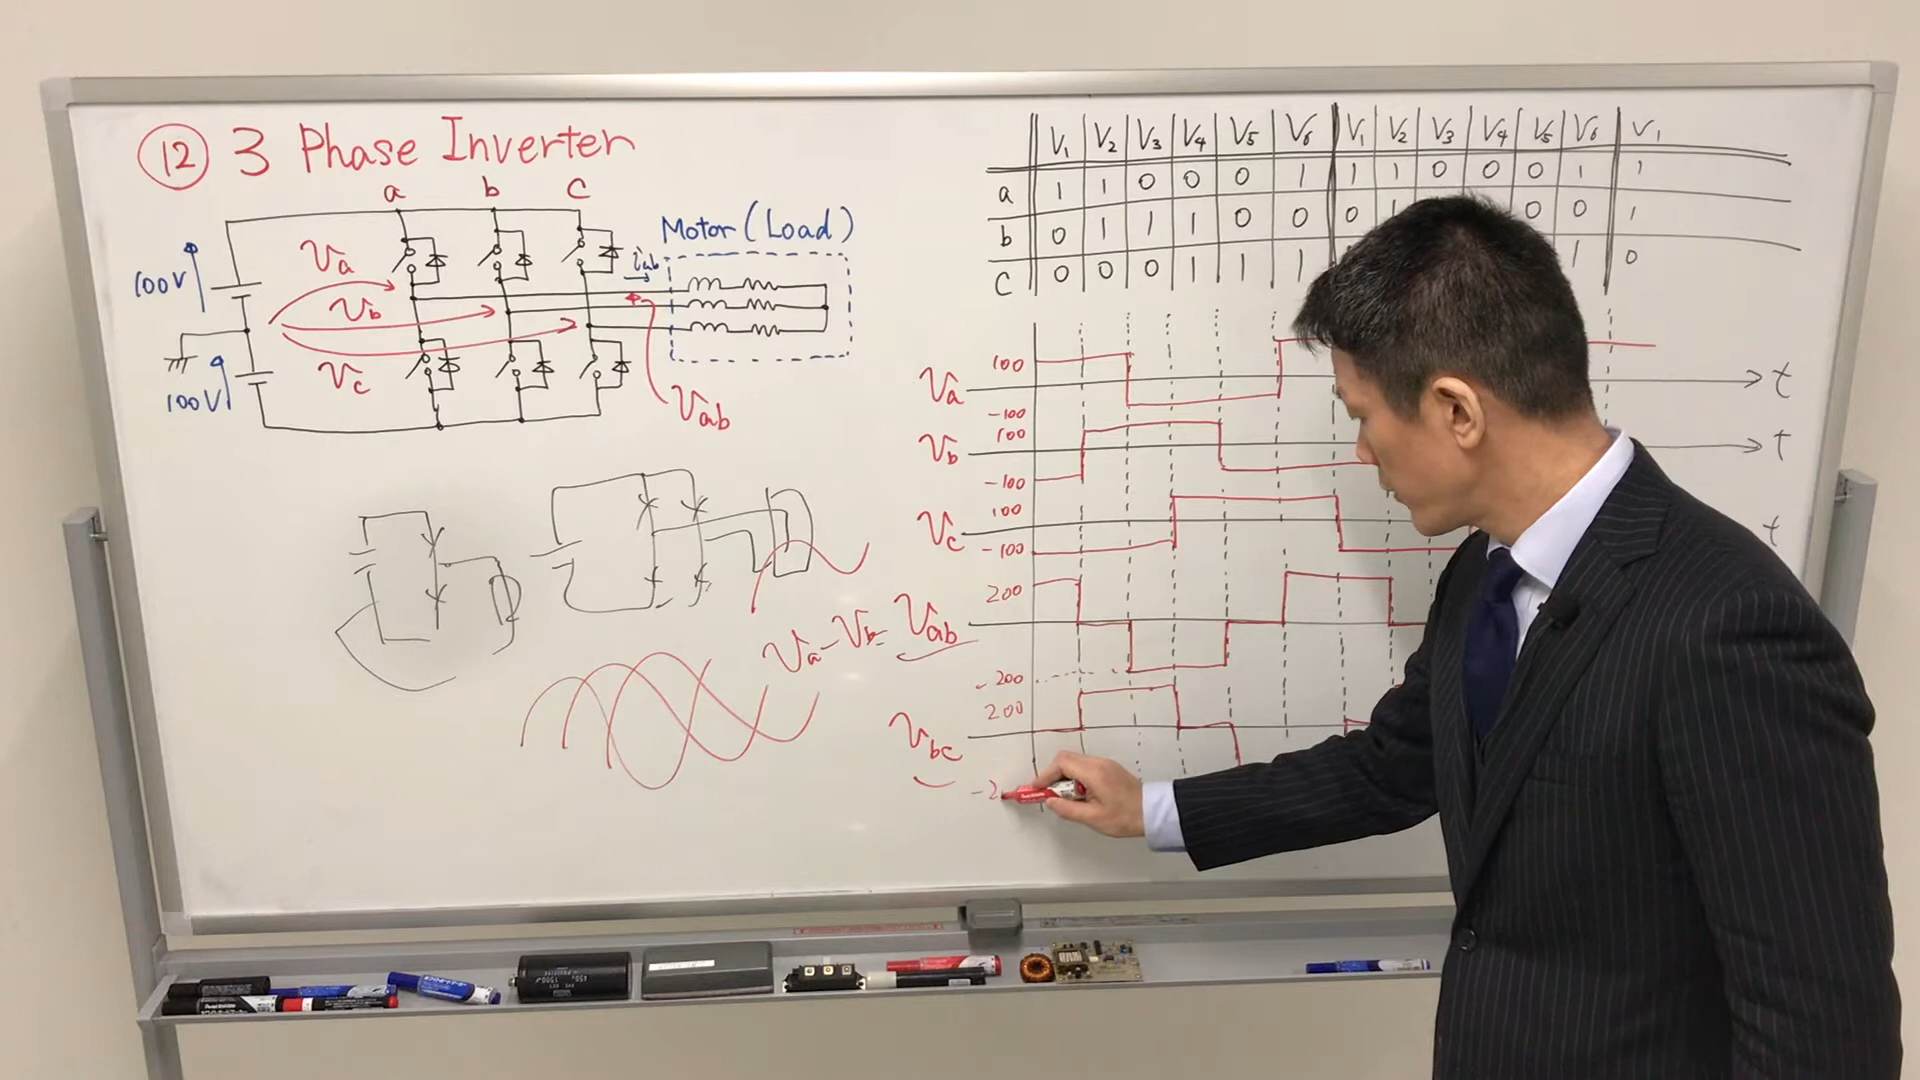 12 3 Phase Inverter
a b c
Motor (Load)
100V
Va
Vb
Vc
iab
100V
Vab
V1 V2 V3 V4 V5 V6 V1 V2 V3 V4 V5 V6 V1
a 1 1 0 0 0 1 1 1 0 0 0 1 1
b 0 1 1 1 0 0 0 1 0 0 1
C 0 0 0 1 1 1 1 0
Va 100 -100 t
Vb 100 -100 t
Vc 100 -100 t
Va - Vb = Vab 200 -200
Vbc 200 -2